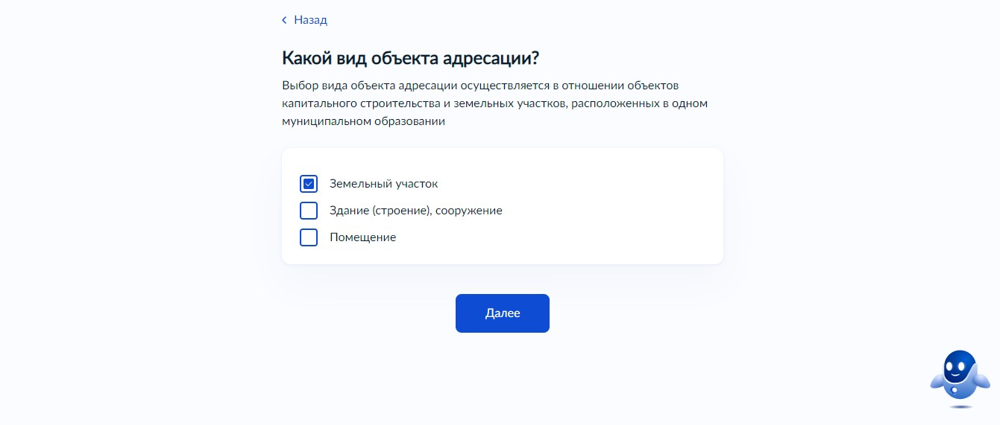 Назад
Какой вид объекта адресации?
Выбор вида объекта адресации осуществляется в отношении объектов
капитального строительства и земельных участков, расположенных в одном
муниципальном образовании
Земельный участок
Здание (строение), сооружение
Помещение
Далее